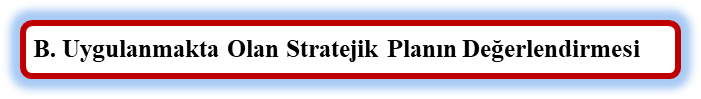 B. Uygulanmakta Olan Stratejik Planın Değerlendirmesi